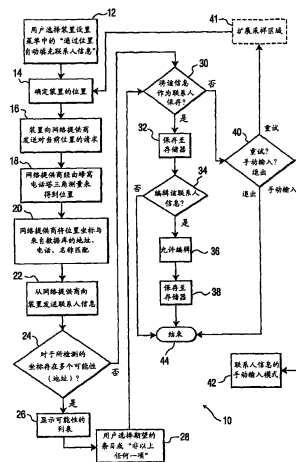 12
用户选择装置设置
菜单中的“通过位置
自动填充联系人信息”
14
确定装置的位置
16
装置向网络提供商
发送对当前位置的请求
18
网络提供商经由蜂窝
电话塔三角测量来
得到位置
20
网络提供商将位置坐标与
来自数据库的地址、
电话、名称匹配
22
从网络提供商向
装置发送联系人信息
24
对于所检测的
坐标存在多个可能性
(地址)?
否
是
26
显示可能性的
列表
用户选择期望的
条目或“非以上
任何一项”
28
30
将该信息
作为联系人
保存?
否
是
32
保存至
存储器
34
编辑该联系人
信息?
否
是
允许编辑
36
保存至
存储器
38
结束
44
41
扩展采样区域
重试
40
重试?
手动输入?
退出
退出
手动输入
联系人信息的
手动输入模式
42
10